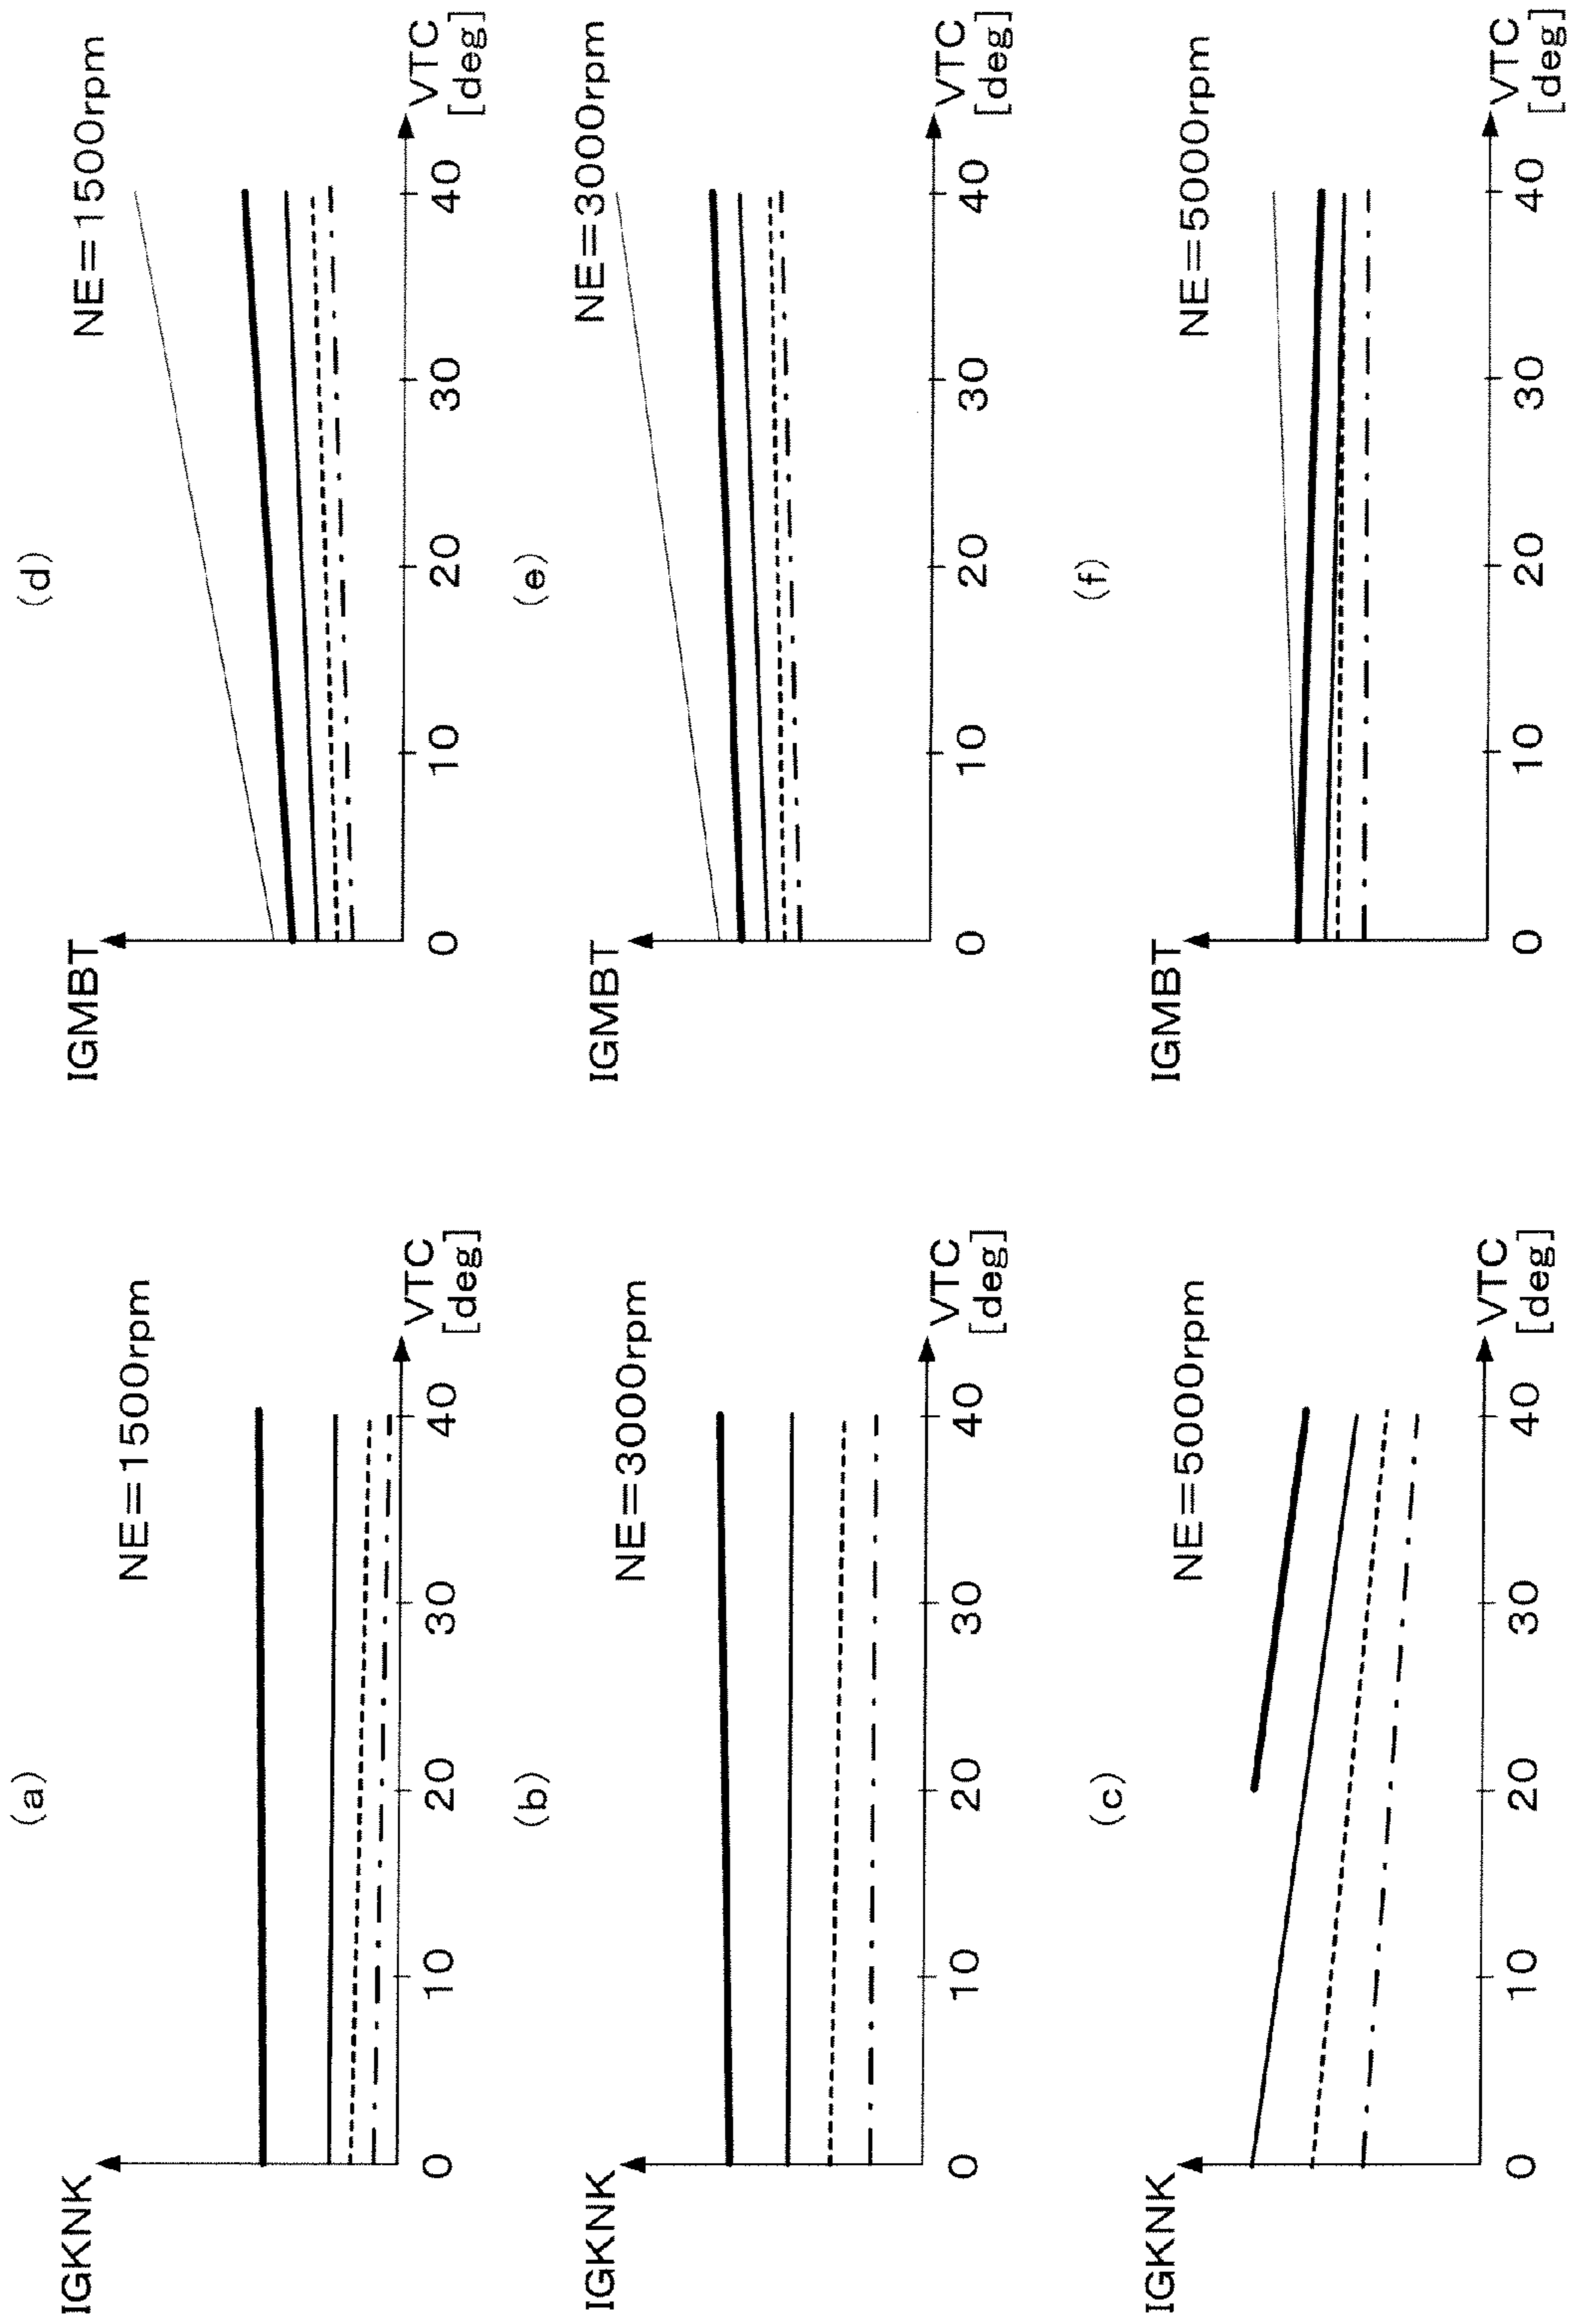 (a)
IGKNK
NE=1500rpm
0
10
20
30
40
VTC
[deg]
(b)
IGKNK
NE=3000rpm
0
10
20
30
40
VTC
[deg]
(c)
IGKNK
NE=5000rpm
0
10
20
30
40
VTC
[deg]
(d)
IGMBT
NE=1500rpm
0
10
20
30
40
VTC
[deg]
(e)
IGMBT
NE=3000rpm
0
10
20
30
40
VTC
[deg]
(f)
IGMBT
NE=5000rpm
0
10
20
30
40
VTC
[deg]